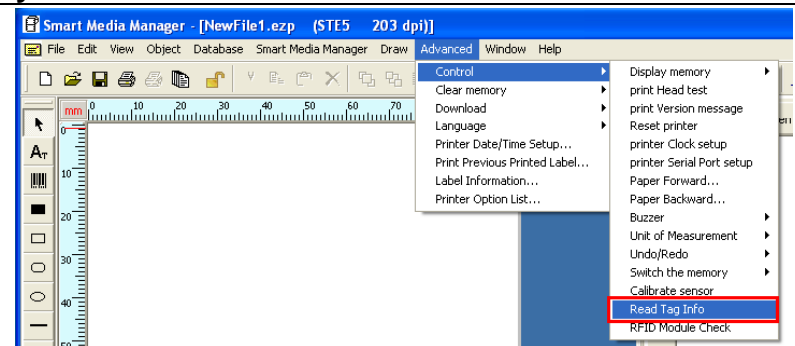 Smart Media Manager - [NewFile1.ezp (STE5 203 dpi)]
File Edit View Object Database Smart Media Manager Draw Advanced Window Help
Control
Clear memory
Download
Language
Printer Date/Time Setup...
Print Previous Printed Label...
Label Information...
Printer Option List...
Display memory
print Head test
print Version message
Reset printer
printer Clock setup
printer Serial Port setup
Paper Forward...
Paper Backward...
Buzzer
Unit of Measurement
Undo/Redo
Switch the memory
Calibrate sensor
Read Tag Info
RFID Module Check
mm 0 10 20 30 40 50 60 70
0
10
20
30
40
50
AT